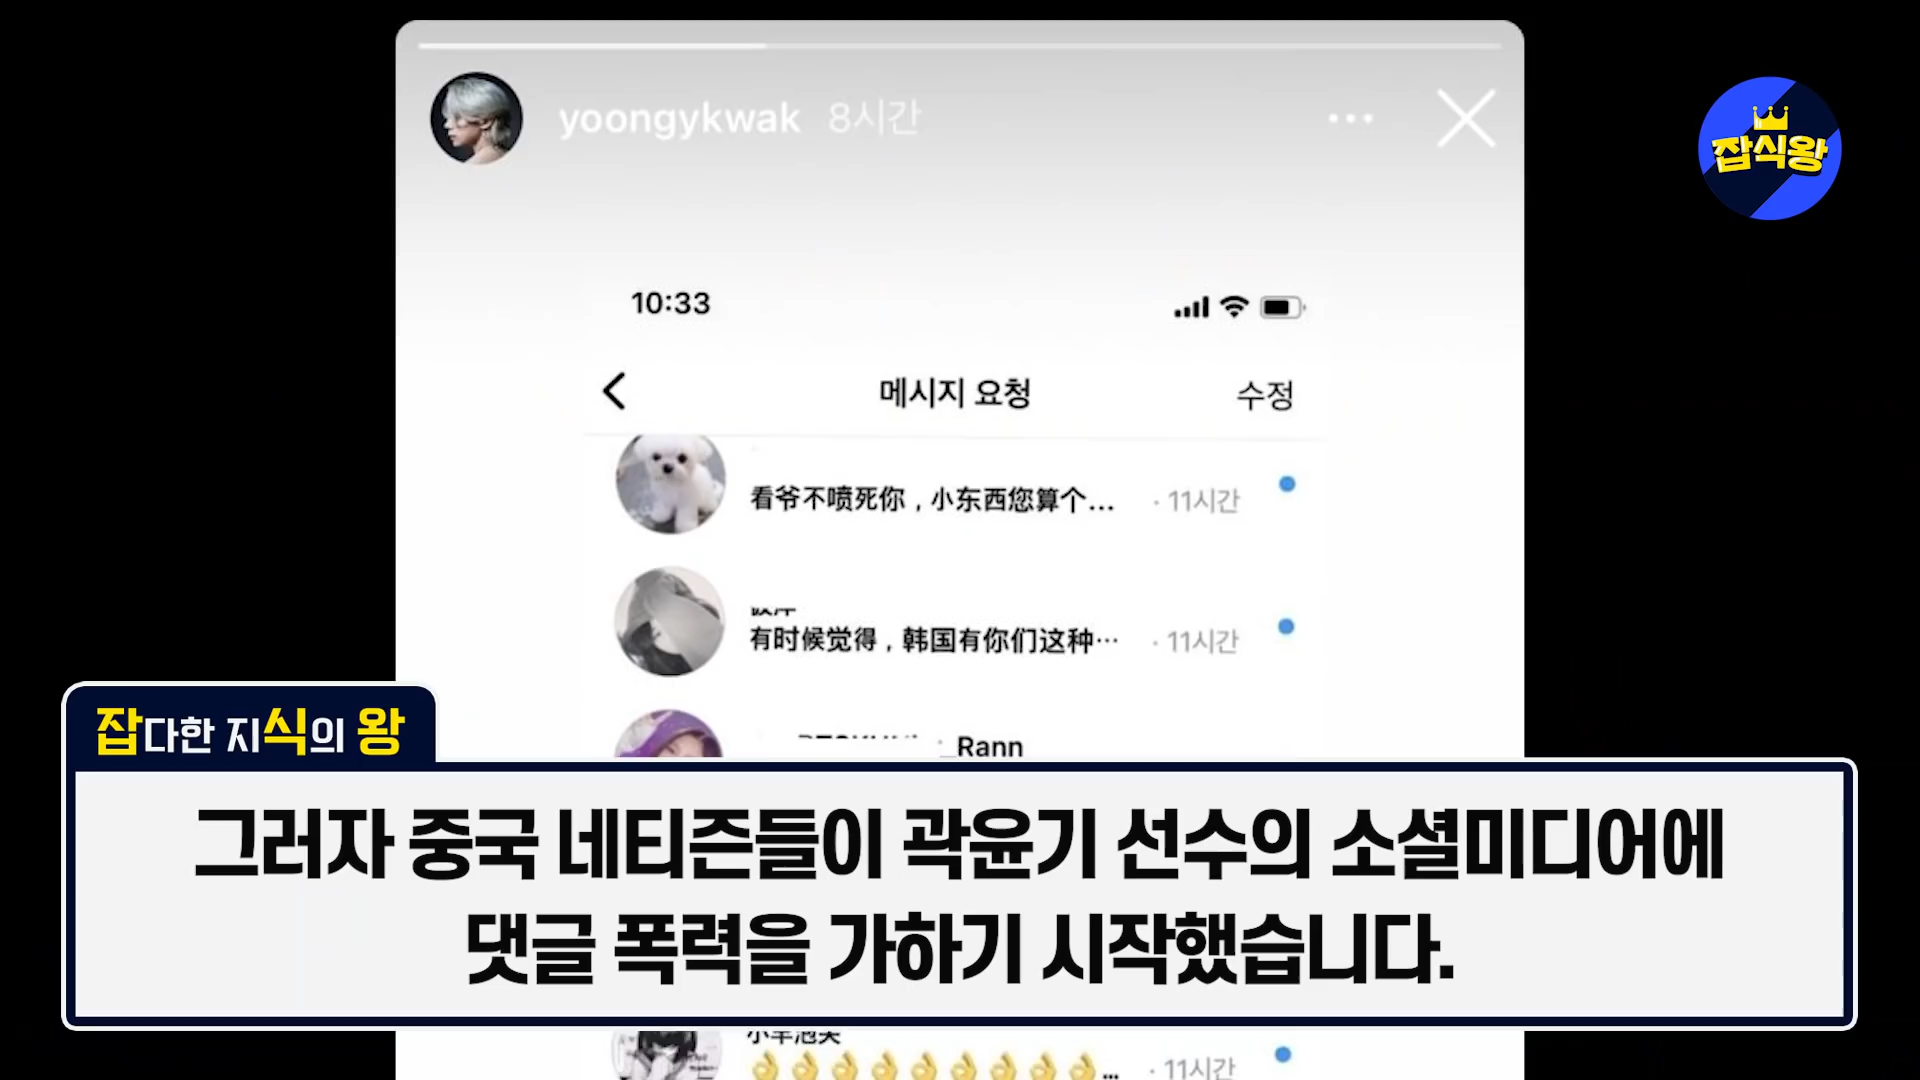 yoongykwak 8시간
잡식왕
10:33
메시지 요청 수정
看爷不喷死你，小东西您算个... · 11시간
有时候觉得，韩国有你们这种… · 11시간
_Rann
잡다한 지식의 왕
그러자 중국 네티즌들이 곽윤기 선수의 소셜미디어에
댓글 폭력을 가하기 시작했습니다.
👌👌👌👌👌👌👌👌👌... · 11시간